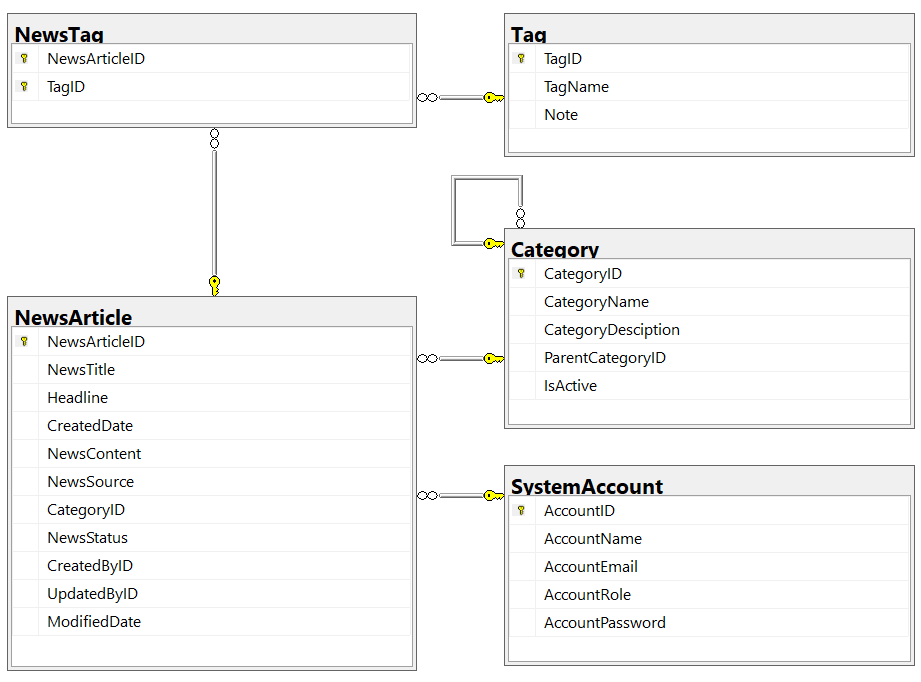 NewsTag
NewsArticleID
TagID
Tag
TagID
TagName
Note
Category
CategoryID
CategoryName
CategoryDesciption
ParentCategoryID
IsActive
NewsArticle
NewsArticleID
NewsTitle
Headline
CreatedDate
NewsContent
NewsSource
CategoryID
NewsStatus
CreatedByID
UpdatedByID
ModifiedDate
SystemAccount
AccountID
AccountName
AccountEmail
AccountRole
AccountPassword